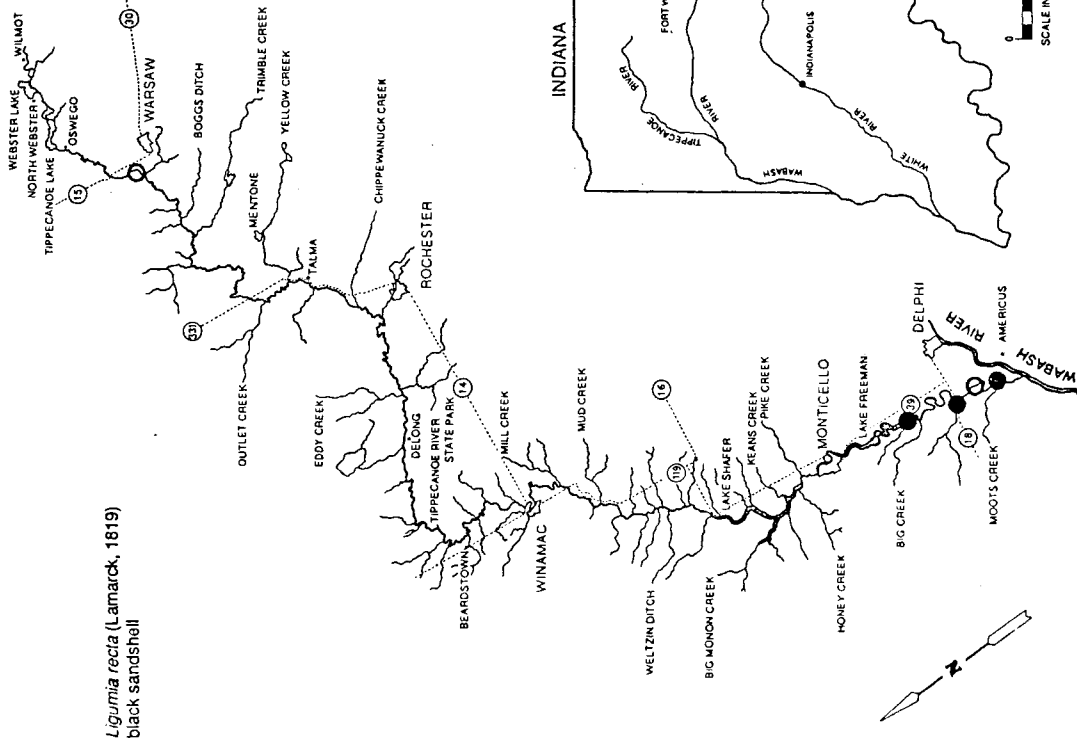 Ligumia recta (Lamarck, 1819)
black sandshell
WEBSTER LAKE
WILMOT
NORTH WEBSTER
TIPPECANOE LAKE
OSWEGO
30
15
WARSAW
BOGGS DITCH
TRIMBLE CREEK
MENTONE
YELLOW CREEK
331
TALMA
CHIPPEWANUCK CREEK
OUTLET CREEK
ROCHESTER
EDDY CREEK
DELONG
TIPPECANOE RIVER
STATE PARK
14
MILL CREEK
BEARDSTOWN
WINAMAC
MUD CREEK
16
119
WELTZIN DITCH
LAKE SHAFER
KEANS CREEK
PIKE CREEK
BIG MONON CREEK
MONTICELLO
HONEY CREEK
LAKE FREEMAN
39
DELPHI
BIG CREEK
18
MOOTS CREEK
AMERICUS
WABASH RIVER
N
INDIANA
TIPPECANOE RIVER
FORT W
RIVER
WABASH
INDIANAPOLIS
WHITE RIVER
0
SCALE IN